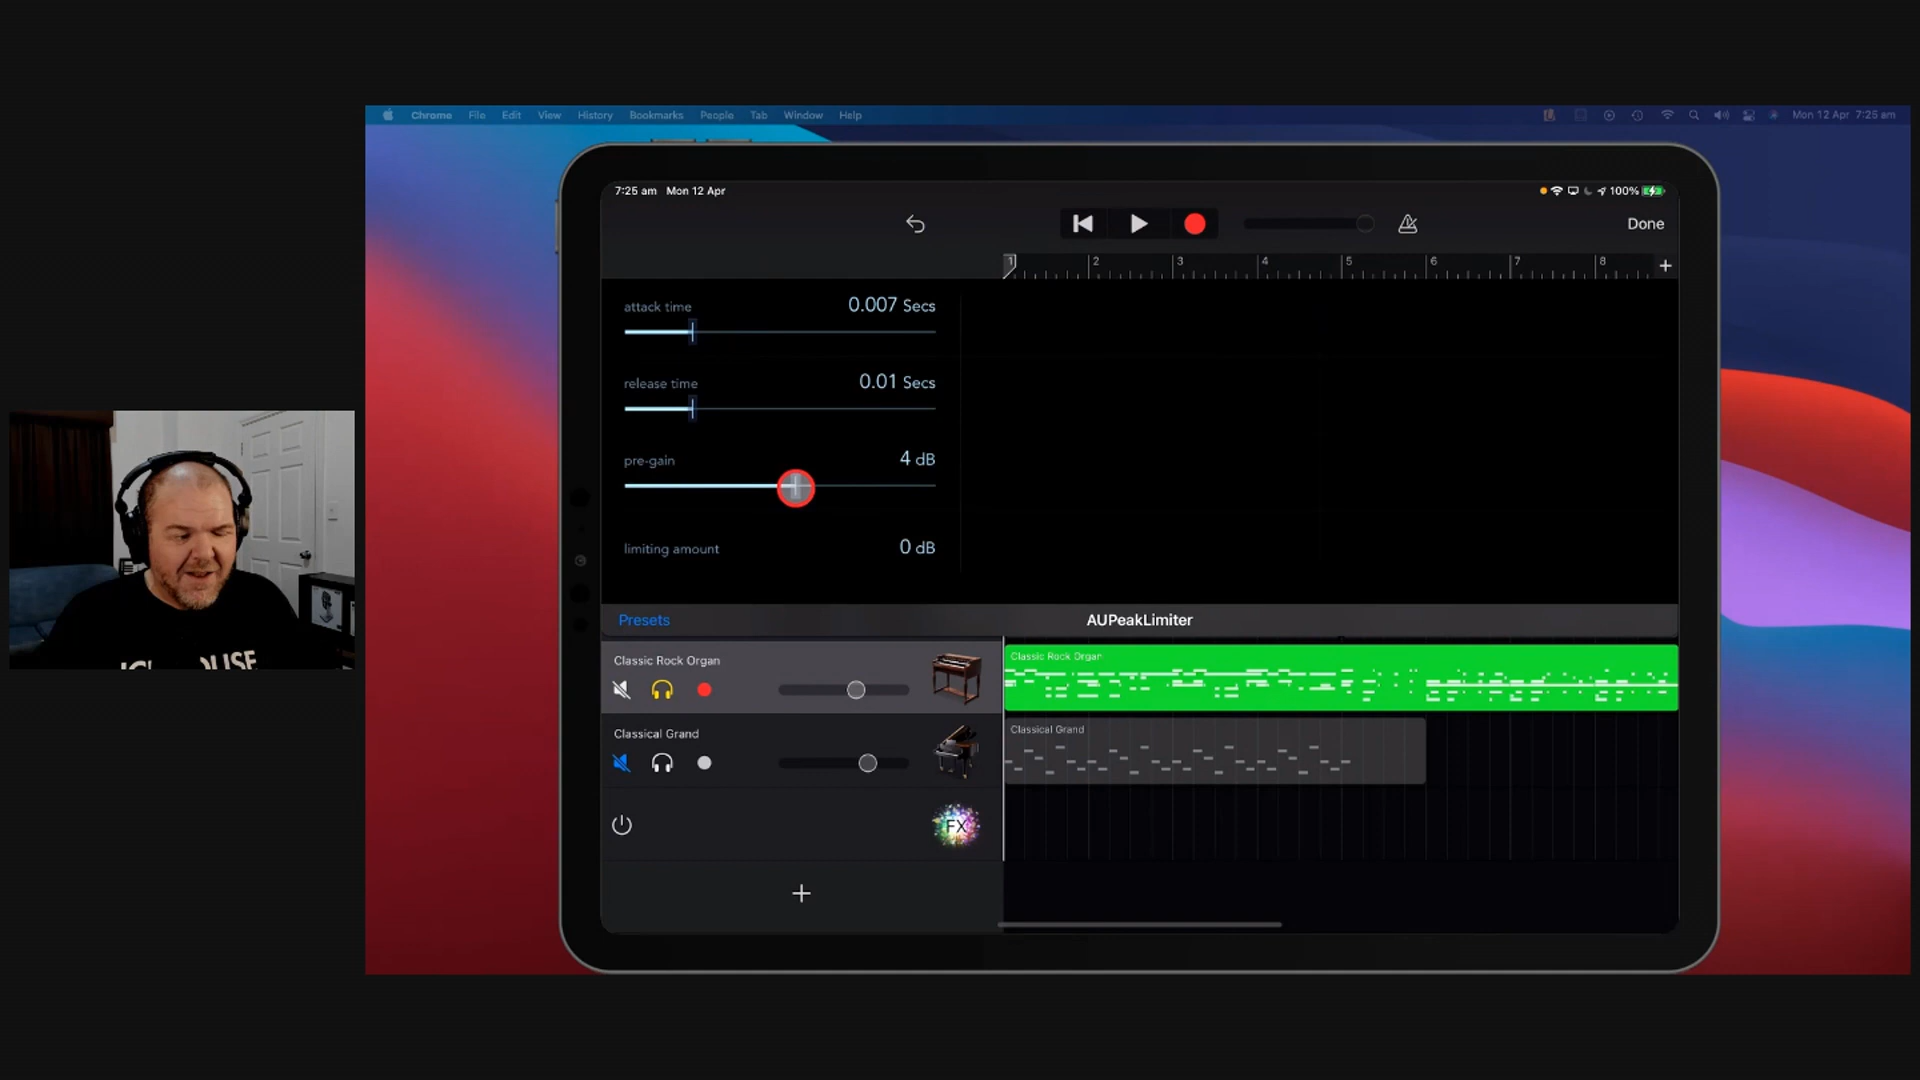 Chrome File Edit View History Bookmarks People Tab Window Help Mon 12 Apr 7:25 am
7:25 am Mon 12 Apr 100%
Done
1 2 3 4 5 6 7 8 +
attack time 0.007 Secs
release time 0.01 Secs
pre-gain 4 dB
limiting amount 0 dB
Presets AUPeakLimiter
Classic Rock Organ
Classic Rock Organ
Classical Grand
Classical Grand
FX
+